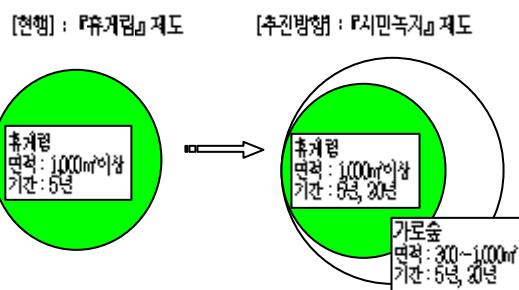 [현행] : 『휴게림』 제도
[추진방향] : 『시민녹지』 제도
휴게림
면적 : 1,000㎡이상
기간 : 5년
휴게림
면적 : 1,000㎡이상
기간 : 5년, 20년
가로숲
면적 : 300~1,000㎡
기간 : 5년, 20년